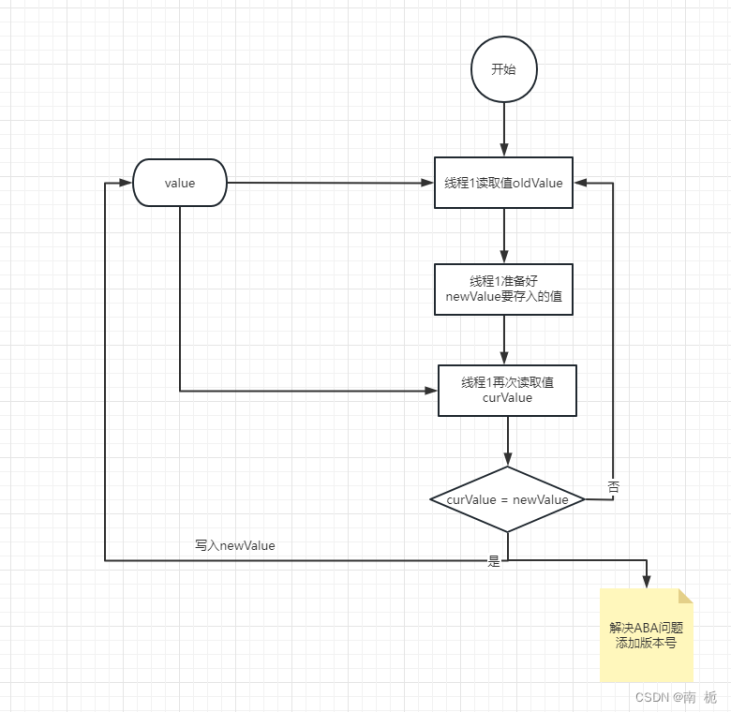 开始
value
线程1读取值oldValue
线程1准备好
newValue要存入的值
线程1再次读取值
curValue
curValue = newValue
否
写入newValue
是
解决ABA问题
添加版本号
CSDN @南 栀